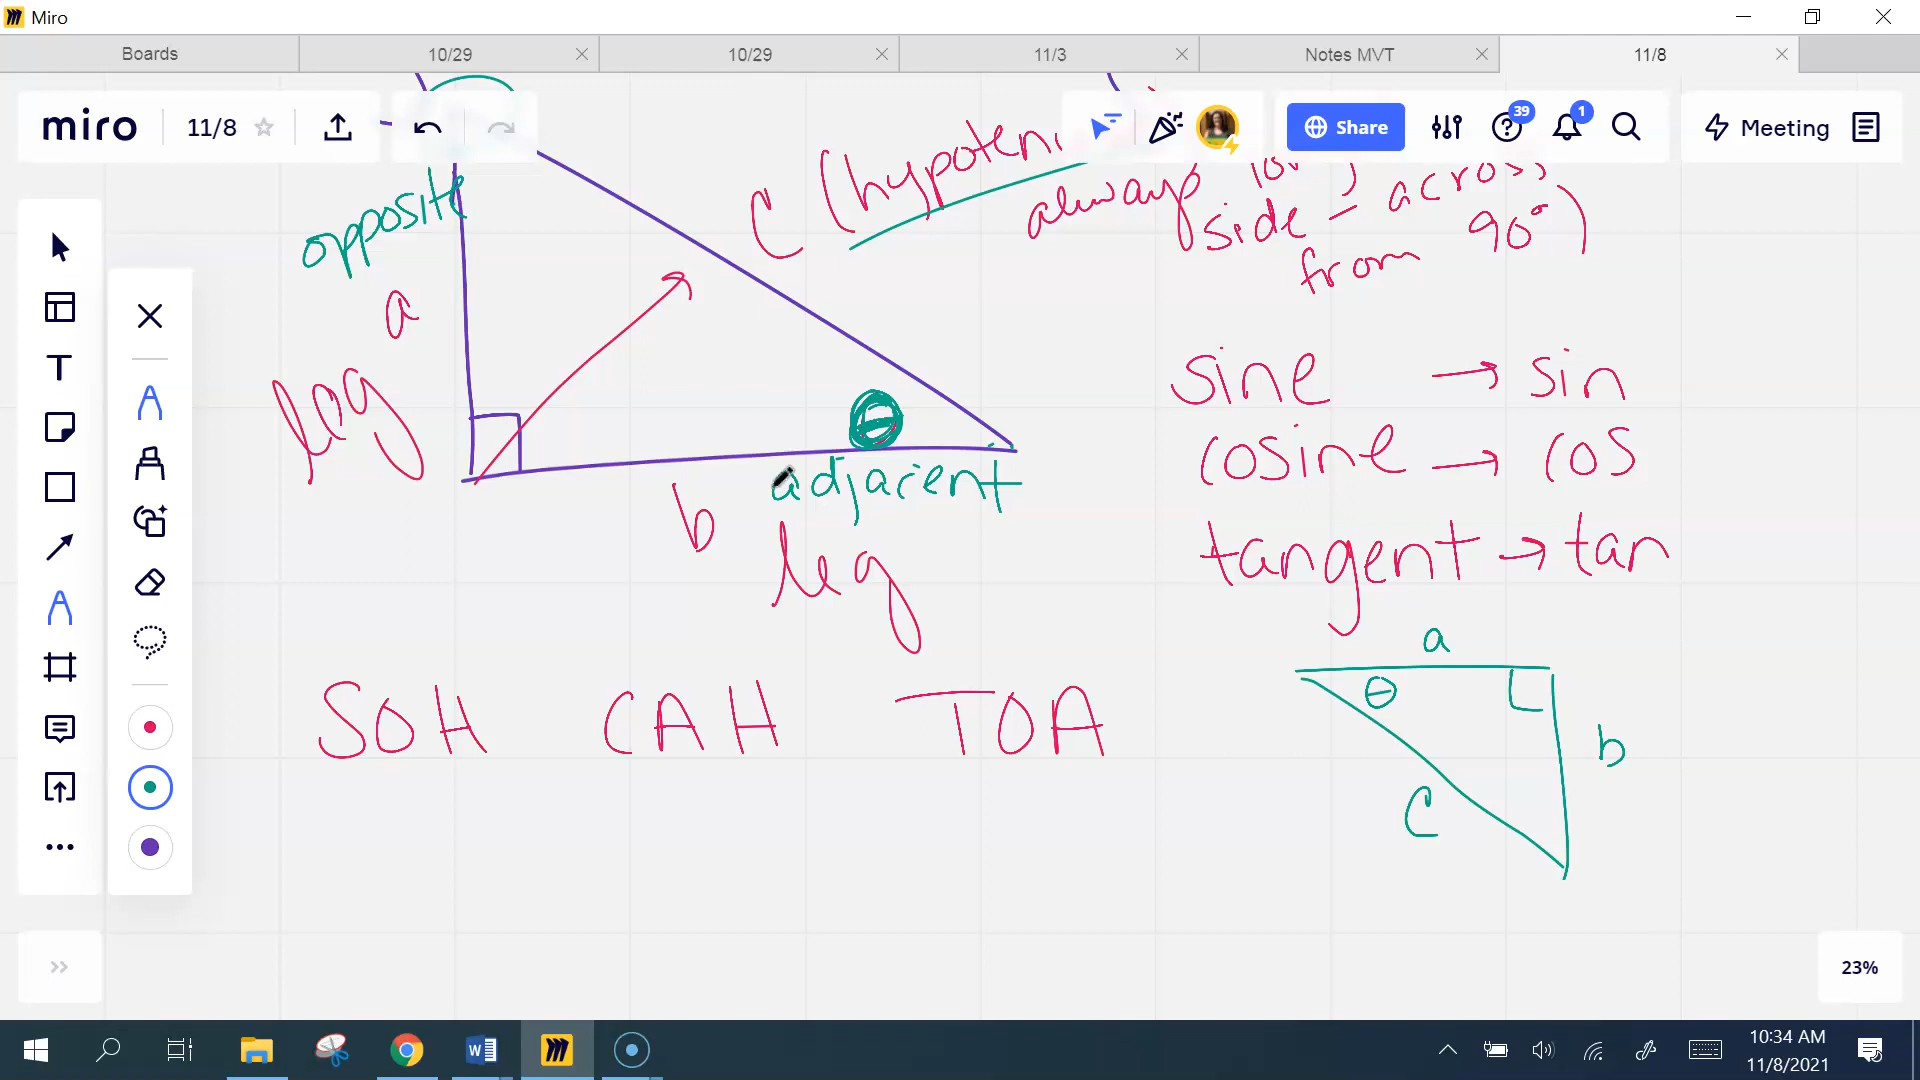 Miro
Boards
10/29
10/29
11/3
Notes MVT
11/8
miro
11/8
Share
39
1
Meeting
opposite
C (hypoten
always
side - across
from 90°)
a
leg
θ
adjacent
b
leg
sine → sin
cosine → cos
tangent → tan
SOH CAH TOA
a
θ
b
C
T
23%
10:34 AM
11/8/2021